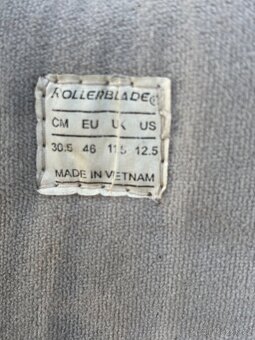 ROLLERBLADE®
CM EU UK US
30.5 46 11.5 12.5
MADE IN VIETNAM